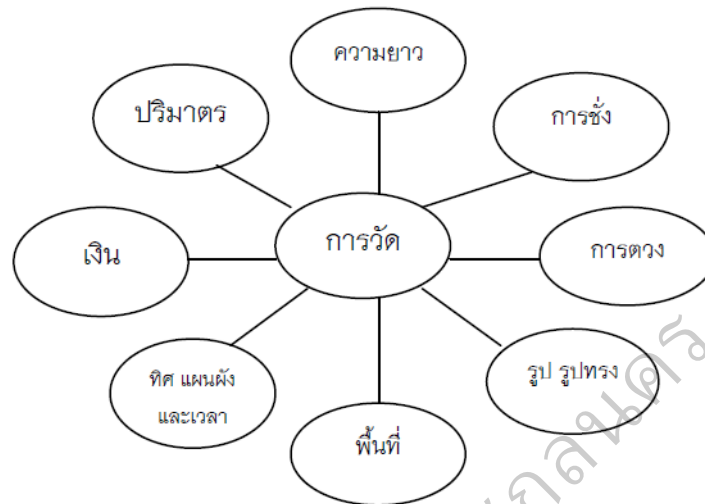 ความยาว
ปริมาตร
การชั่ง
เงิน
การวัด
การตวง
ทิศ แผนผัง
และเวลา
รูป รูปทรง
พื้นที่